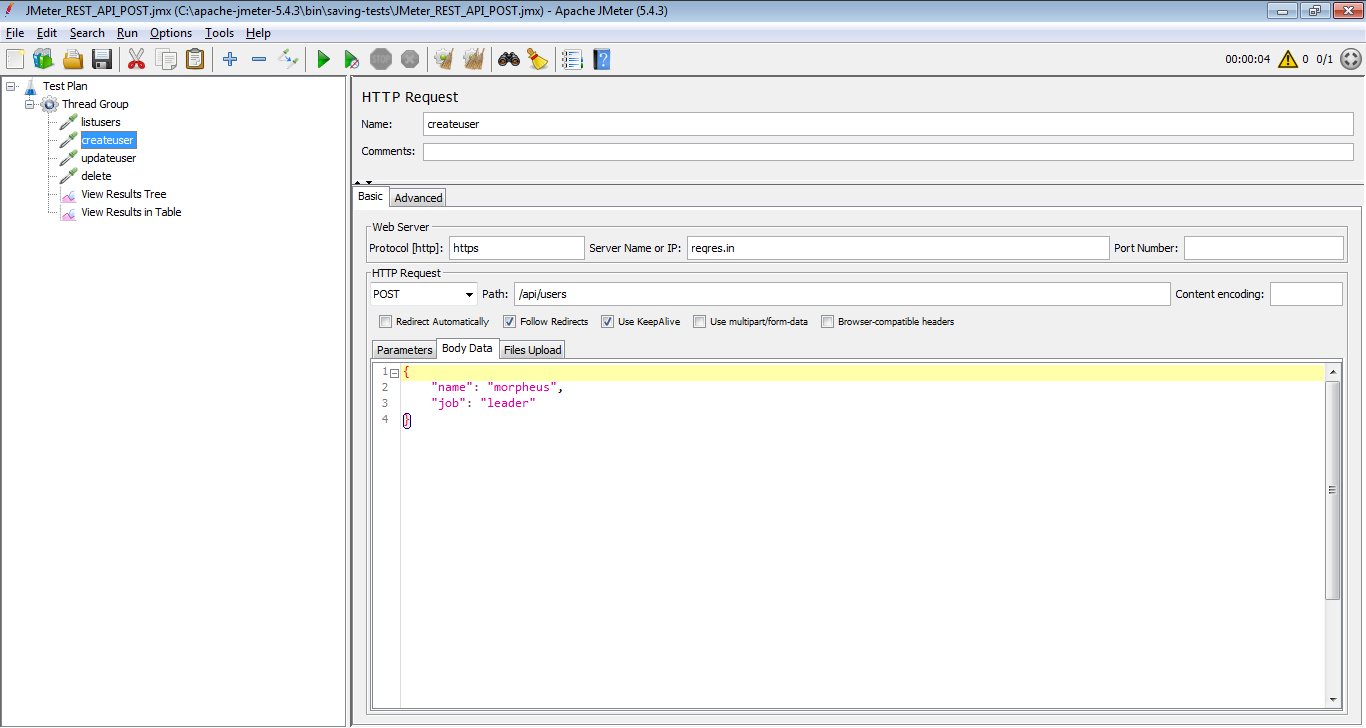 JMeter_REST_API_POST.jmx (C:\apache-jmeter-5.4.3\bin\saving-tests\JMeter_REST_API_POST.jmx) - Apache JMeter (5.4.3)
File Edit Search Run Options Tools Help
STOP
00:00:04 0 0/1
Test Plan
Thread Group
listusers
createuser
updateuser
delete
View Results Tree
View Results in Table
HTTP Request
Name: createuser
Comments:
Basic Advanced
Web Server
Protocol [http]: https Server Name or IP: reqres.in Port Number:
HTTP Request
POST Path: /api/users Content encoding:
Redirect Automatically Follow Redirects Use KeepAlive Use multipart/form-data Browser-compatible headers
Parameters Body Data Files Upload
1 {
2 "name": "morpheus",
3 "job": "leader"
4 }